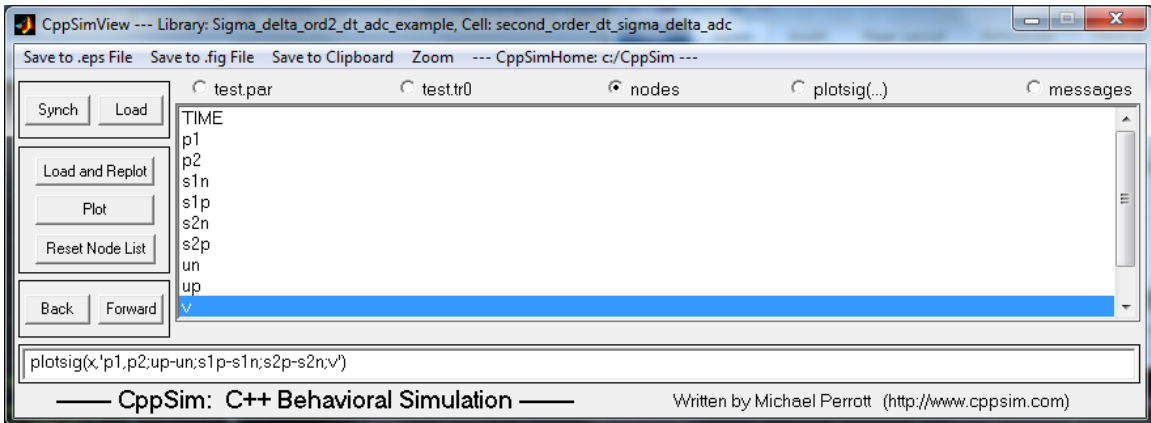 CppSimView --- Library: Sigma_delta_ord2_dt_adc_example, Cell: second_order_dt_sigma_delta_adc
Save to .eps File Save to .fig File Save to Clipboard Zoom --- CppSimHome: c:/CppSim ---
test.par test.tr0 nodes plotsig(...) messages
Synch Load
TIME
p1
p2
Load and Replot
s1n
s1p
Plot
s2n
s2p
Reset Node List
un
up
Back Forward
v
plotsig(x,'p1,p2;up-un;s1p-s1n;s2p-s2n;v')
CppSim: C++ Behavioral Simulation
Written by Michael Perrott (http://www.cppsim.com)